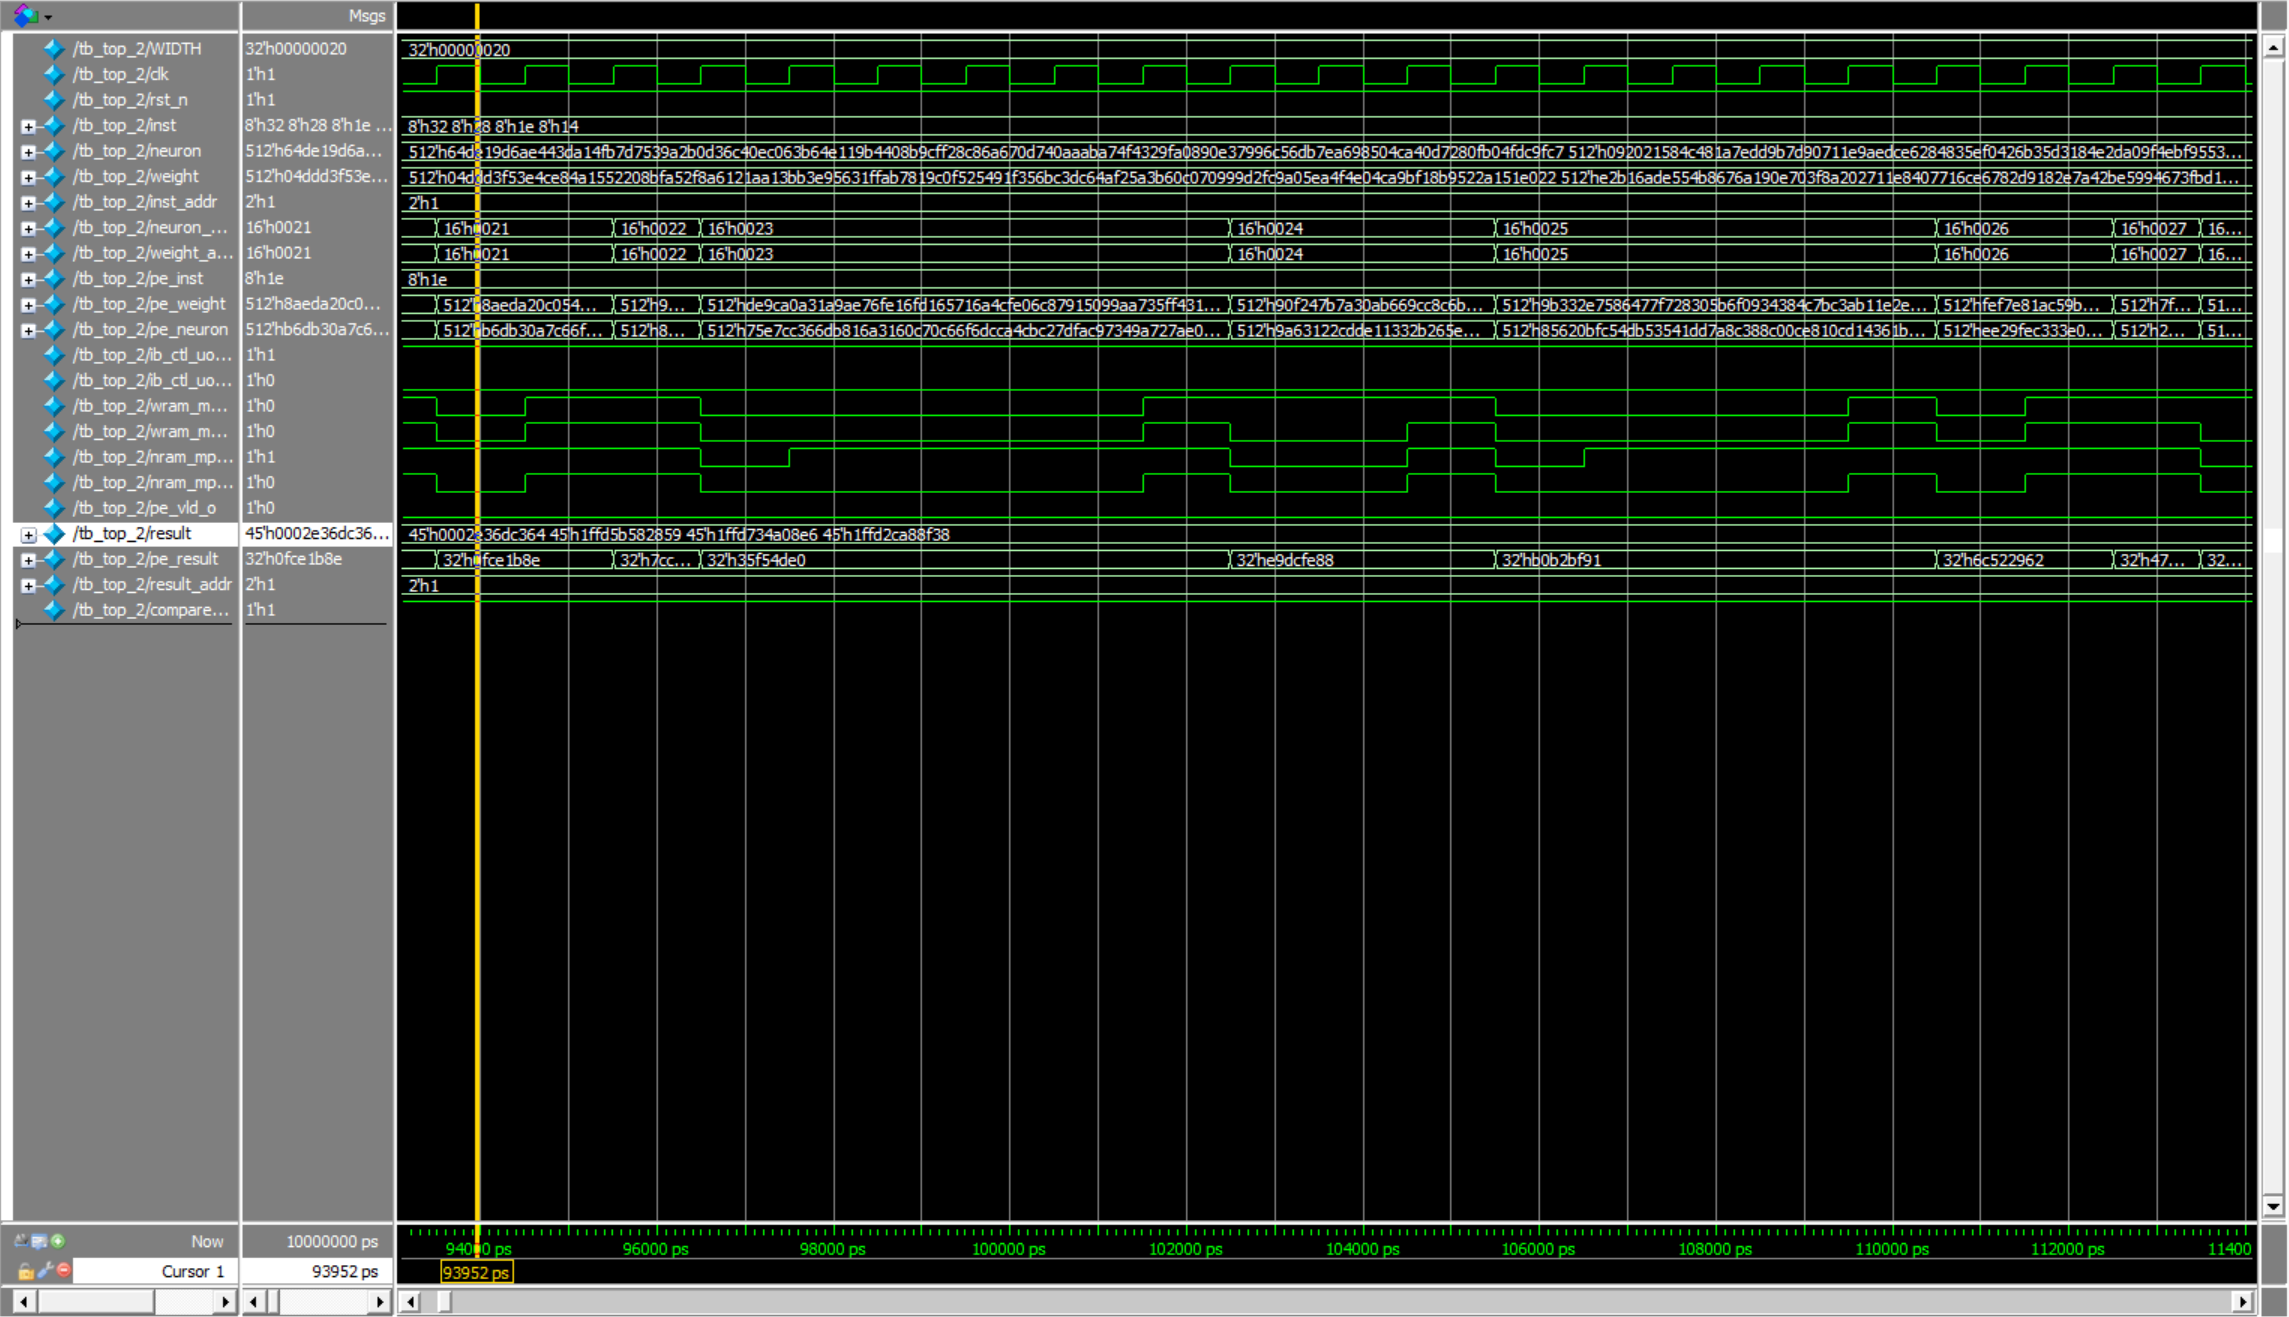 Msgs
/tb_top_2/WIDTH 32'h00000020 32'h00000020
/tb_top_2/clk 1'h1
/tb_top_2/rst_n 1'h1
/tb_top_2/inst 8'h32 8'h28 8'h1e ... 8'h32 8'h28 8'h1e 8'h14
/tb_top_2/neuron 512'h64de19d6a... 512'h64de19d6ae443da14fb7d7539a2b0d36c40ec063b64e119b4408b9cff28c86a670d740aaaba74f4329fa0890e37996c56db7ea698504ca40d7280fb04fdc9fc7 512'h092021584c481a7edd9b7d90711e9aedce6284835ef0426b35d3184e2da09f4ebf9553...
/tb_top_2/weight 512'h04ddd3f53e... 512'h04ddd3f53e4ce84a1552208bfa52f8a6121aa13bb3e95631ffab7819c0f525491f356bc3dc64af25a3b60c070999d2fc9a05ea4f4e04ca9bf18b9522a151e022 512'he2b16ade554b8676a190e703f8a202711e8407716ce6782d9182e7a42be5994673fbd1...
/tb_top_2/inst_addr 2'h1 2'h1
/tb_top_2/neuron_... 16'h0021 16'h0021 16'h0022 16'h0023 16'h0024 16'h0025 16'h0026 16'h0027 16...
/tb_top_2/weight_a... 16'h0021 16'h0021 16'h0022 16'h0023 16'h0024 16'h0025 16'h0026 16'h0027 16...
/tb_top_2/pe_inst 8'h1e 8'h1e
/tb_top_2/pe_weight 512'h8aeda20c0... 512'h8aeda20c054... 512'h9... 512'hde9ca0a31a9ae76fe16fd165716a4cfe06c87915099aa735ff431... 512'h90f247b7a30ab669cc8c6b... 512'h9b332e7586477f728305b6f0934384c7bc3ab11e2e... 512'hfef7e81ac59b... 512'h7f... 51...
/tb_top_2/pe_neuron 512'hb6db30a7c6... 512'hb6db30a7c66f... 512'h8... 512'h75e7cc366db816a3160c70c66f6dcca4cbc27dfac97349a727ae0... 512'h9a63122cdde11332b265e... 512'h85620bfc54db53541dd7a8c388c00ce810cd14361b... 512'hee29fec333e0... 512'h2... 51...
/tb_top_2/ib_ctl_uo... 1'h1
/tb_top_2/ib_ctl_uo... 1'h0
/tb_top_2/wram_m... 1'h0
/tb_top_2/wram_m... 1'h0
/tb_top_2/nram_mp... 1'h1
/tb_top_2/nram_mp... 1'h0
/tb_top_2/pe_vld_o 1'h0
/tb_top_2/result 45'h0002e36dc36... 45'h0002e36dc364 45'h1ffd5b582859 45'h1ffd734a08e6 45'h1ffd2ca88f38
/tb_top_2/pe_result 32'h0fce1b8e 32'h0fce1b8e 32'h7cc... 32'h35f54de0 32'he9dcfe88 32'hb0b2bf91 32'h6c522962 32'h47... 32...
/tb_top_2/result_addr 2'h1 2'h1
/tb_top_2/compare... 1'h1
Now 10000000 ps 94000 ps 96000 ps 98000 ps 100000 ps 102000 ps 104000 ps 106000 ps 108000 ps 110000 ps 112000 ps 11400
Cursor 1 93952 ps 93952 ps